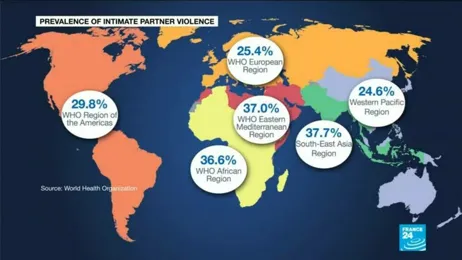 PREVALENCE OF INTIMATE PARTNER VIOLENCE
25.4%
WHO European
Region
29.8%
WHO Region of
the Americas
37.0%
WHO Eastern
Mediterranean
Region
24.6%
Western Pacific
Region
37.7%
South-East Asia
Region
36.6%
WHO African
Region
Source: World Health Organization
FRANCE
24